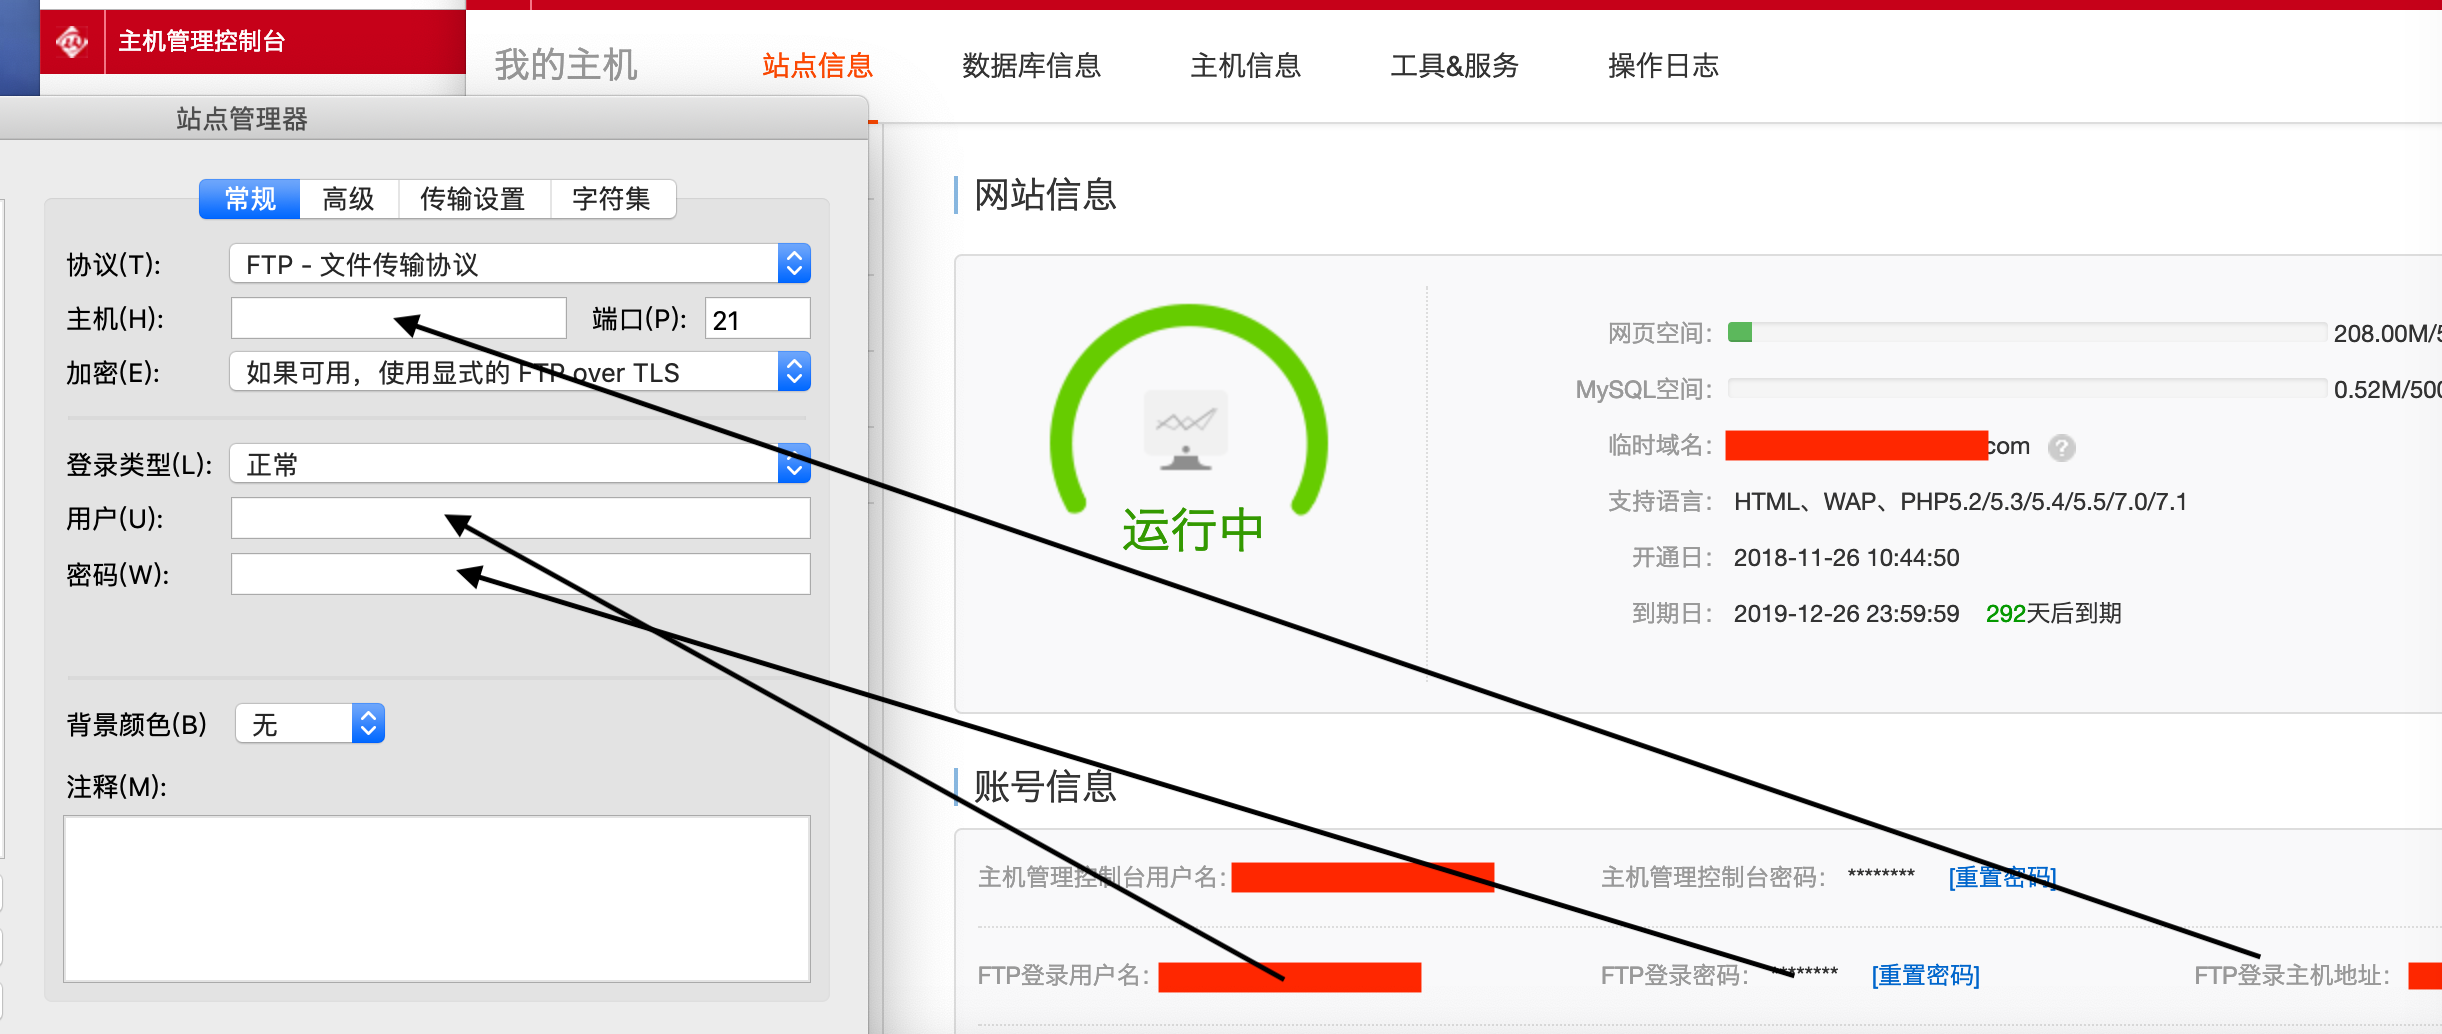 主机管理控制台
我的主机
站点信息
数据库信息
主机信息
工具&服务
操作日志
站点管理器
常规
高级
传输设置
字符集
协议(T):
FTP - 文件传输协议
主机(H):
端口(P):
21
加密(E):
如果可用，使用显式的 FTP over TLS
登录类型(L):
正常
用户(U):
密码(W):
背景颜色(B)
无
注释(M):
网站信息
运行中
网页空间：
208.00M/5
MySQL空间：
0.52M/500
临时域名：
com
?
支持语言：
HTML、WAP、PHP5.2/5.3/5.4/5.5/7.0/7.1
开通日：
2018-11-26 10:44:50
到期日：
2019-12-26 23:59:59 292天后到期
账号信息
主机管理控制台用户名：
主机管理控制台密码：
********
[重置密码]
FTP登录用户名：
FTP登录密码：
********
[重置密码]
FTP登录主机地址：